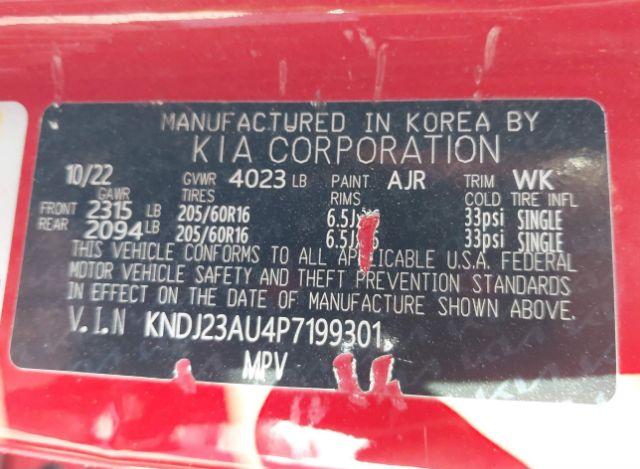 MANUFACTURED IN KOREA BY
KIA CORPORATION
10/22 GVWR 4023 LB PAINT AJR TRIM WK
GAWR TIRES RIMS COLD TIRE INFL
FRONT 2315 LB 205/60R16 33psi SINGLE
REAR 2094 LB 205/60R16 33psi SINGLE
THIS VEHICLE CONFORMS TO ALL APPLICABLE U.S.A. FEDERAL
MOTOR VEHICLE SAFETY AND THEFT PREVENTION STANDARDS
IN EFFECT ON THE DATE OF MANUFACTURE SHOWN ABOVE.
V.I.N KNDJ23AU4P7199301
MPV